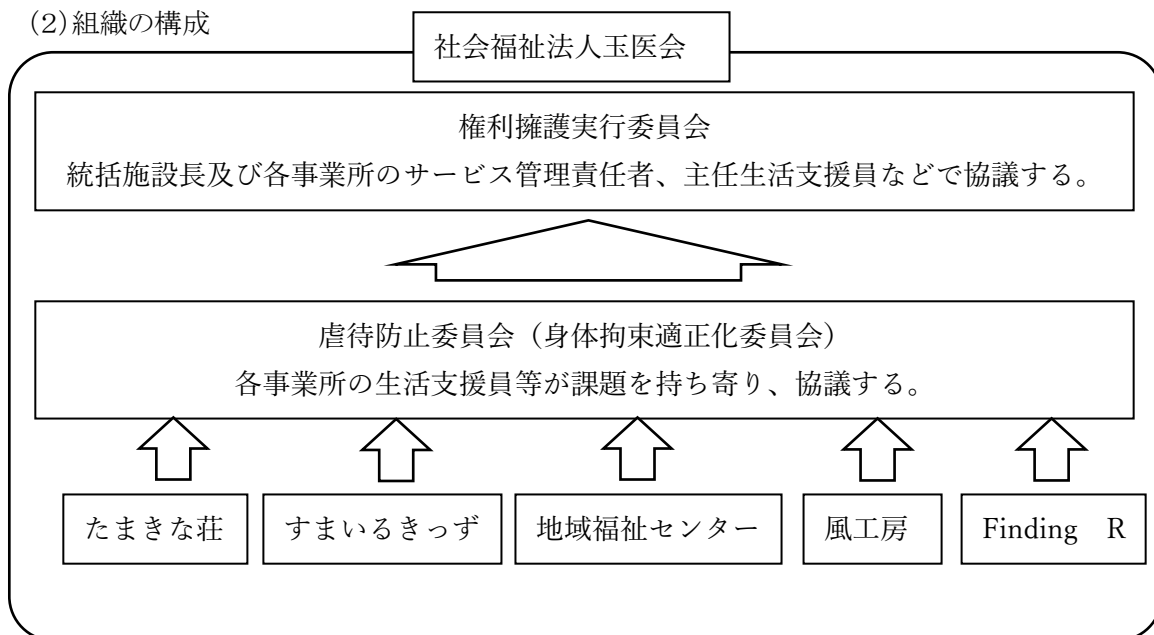 (2)組織の構成
社会福祉法人玉医会
権利擁護実行委員会
統括施設長及び各事業所のサービス管理責任者、主任生活支援員などで協議する。
虐待防止委員会（身体拘束適正化委員会）
各事業所の生活支援員等が課題を持ち寄り、協議する。
たまきな荘
すまいるきっず
地域福祉センター
風工房
Finding　R